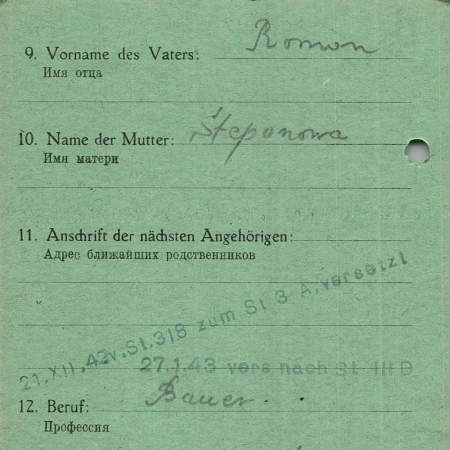 9. Vorname des Vaters: Roman
Имя отца
10. Name der Mutter: Stepanowa
Имя матери
11. Anschrift der nächsten Angehörigen:
Адрес ближайших родственников
21.XII.42 v. St. 318 zum St 3 A, versetzt
27.1.43 vers nach St III D
12. Beruf: Bauer.
Профессия